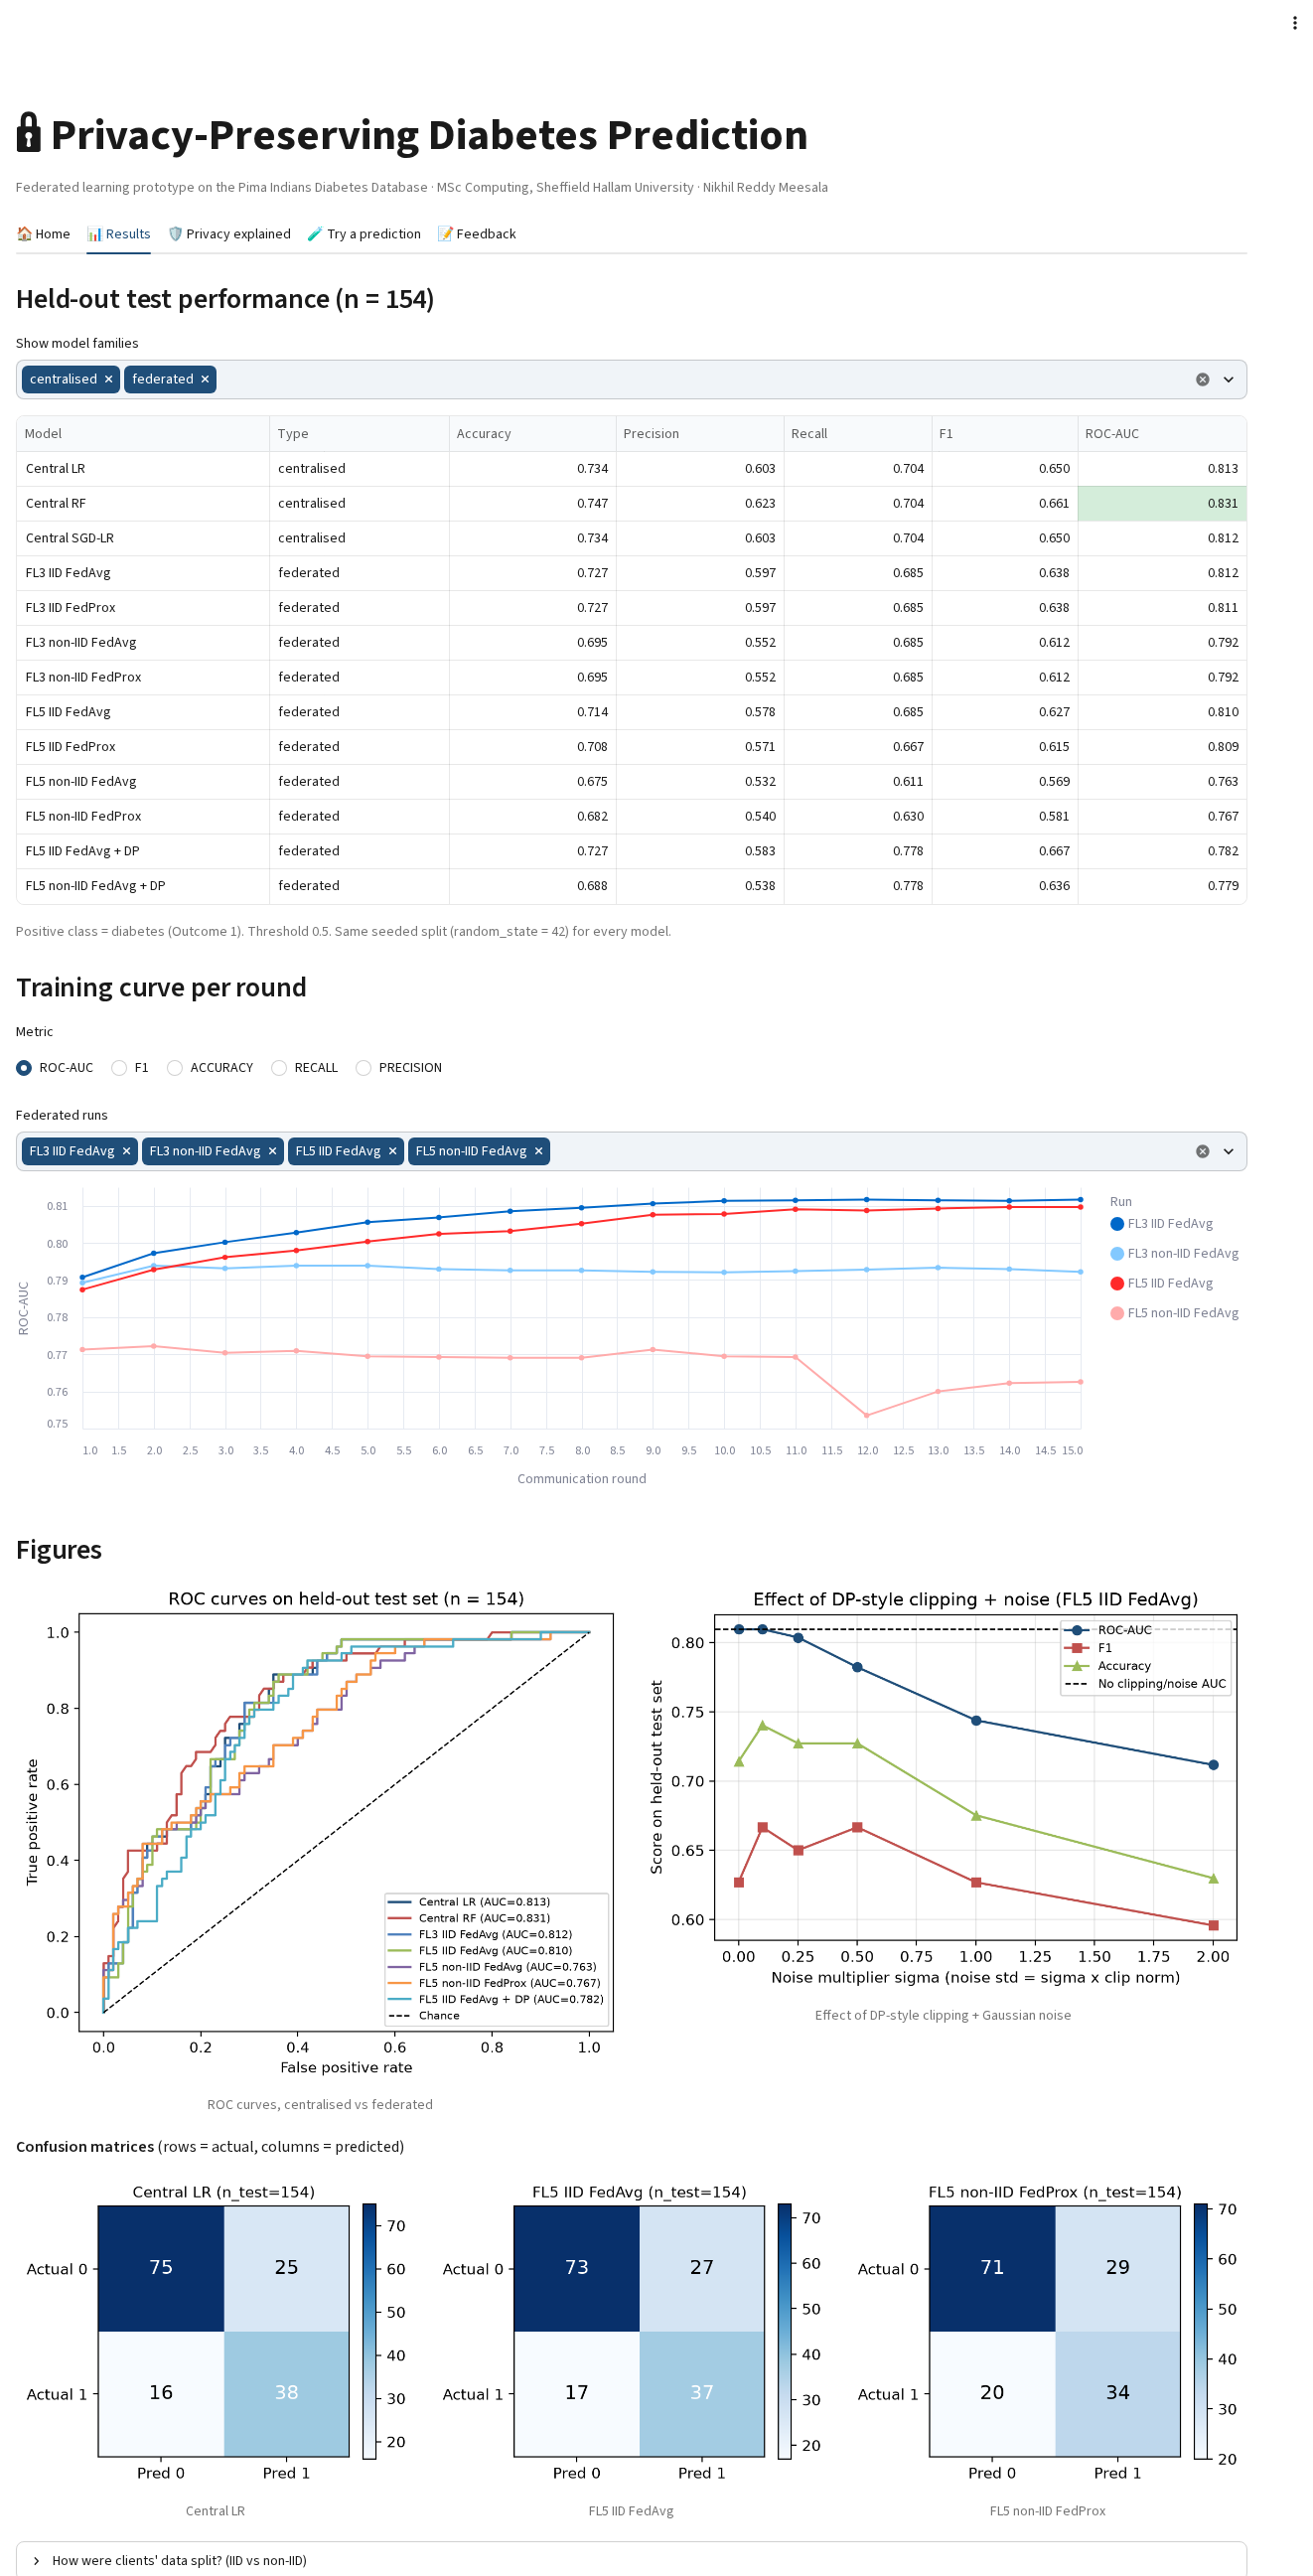 🔒 Privacy-Preserving Diabetes Prediction
Federated learning prototype on the Pima Indians Diabetes Database · MSc Computing, Sheffield Hallam University · Nikhil Reddy Meesala
🏠 Home 📊 Results 🛡️ Privacy explained 🧪 Try a prediction 📝 Feedback
Held-out test performance (n = 154)
Show model families
centralised × federated ×
Model Type Accuracy Precision Recall F1 ROC-AUC
Central LR centralised 0.734 0.603 0.704 0.650 0.813
Central RF centralised 0.747 0.623 0.704 0.661 0.831
Central SGD-LR centralised 0.734 0.603 0.704 0.650 0.812
FL3 IID FedAvg federated 0.727 0.597 0.685 0.638 0.812
FL3 IID FedProx federated 0.727 0.597 0.685 0.638 0.811
FL3 non-IID FedAvg federated 0.695 0.552 0.685 0.612 0.792
FL3 non-IID FedProx federated 0.695 0.552 0.685 0.612 0.792
FL5 IID FedAvg federated 0.714 0.578 0.685 0.627 0.810
FL5 IID FedProx federated 0.708 0.571 0.667 0.615 0.809
FL5 non-IID FedAvg federated 0.675 0.532 0.611 0.569 0.763
FL5 non-IID FedProx federated 0.682 0.540 0.630 0.581 0.767
FL5 IID FedAvg + DP federated 0.727 0.583 0.778 0.667 0.782
FL5 non-IID FedAvg + DP federated 0.688 0.538 0.778 0.636 0.779
Positive class = diabetes (Outcome 1). Threshold 0.5. Same seeded split (random_state = 42) for every model.
Training curve per round
Metric
ROC-AUC F1 ACCURACY RECALL PRECISION
Federated runs
FL3 IID FedAvg × FL3 non-IID FedAvg × FL5 IID FedAvg × FL5 non-IID FedAvg ×
ROC-AUC
0.81
0.80
0.79
0.78
0.77
0.76
0.75
1.0 1.5 2.0 2.5 3.0 3.5 4.0 4.5 5.0 5.5 6.0 6.5 7.0 7.5 8.0 8.5 9.0 9.5 10.0 10.5 11.0 11.5 12.0 12.5 13.0 13.5 14.0 14.5 15.0
Communication round
Run
FL3 IID FedAvg
FL3 non-IID FedAvg
FL5 IID FedAvg
FL5 non-IID FedAvg
Figures
ROC curves on held-out test set (n = 154)
True positive rate
1.0
0.8
0.6
0.4
0.2
0.0
Central LR (AUC=0.813)
Central RF (AUC=0.831)
FL3 IID FedAvg (AUC=0.812)
FL5 IID FedAvg (AUC=0.810)
FL5 non-IID FedAvg (AUC=0.763)
FL5 non-IID FedProx (AUC=0.767)
FL5 IID FedAvg + DP (AUC=0.782)
Chance
0.0 0.2 0.4 0.6 0.8 1.0
False positive rate
ROC curves, centralised vs federated
Effect of DP-style clipping + noise (FL5 IID FedAvg)
Score on held-out test set
0.80
0.75
0.70
0.65
0.60
ROC-AUC
F1
Accuracy
No clipping/noise AUC
0.00 0.25 0.50 0.75 1.00 1.25 1.50 1.75 2.00
Noise multiplier sigma (noise std = sigma x clip norm)
Effect of DP-style clipping + Gaussian noise
Confusion matrices (rows = actual, columns = predicted)
Central LR (n_test=154)
Actual 0 75 25
Actual 1 16 38
Pred 0 Pred 1
70
60
50
40
30
20
Central LR
FL5 IID FedAvg (n_test=154)
Actual 0 73 27
Actual 1 17 37
Pred 0 Pred 1
70
60
50
40
30
20
FL5 IID FedAvg
FL5 non-IID FedProx (n_test=154)
Actual 0 71 29
Actual 1 20 34
Pred 0 Pred 1
70
60
50
40
30
20
FL5 non-IID FedProx
How were clients' data split? (IID vs non-IID)